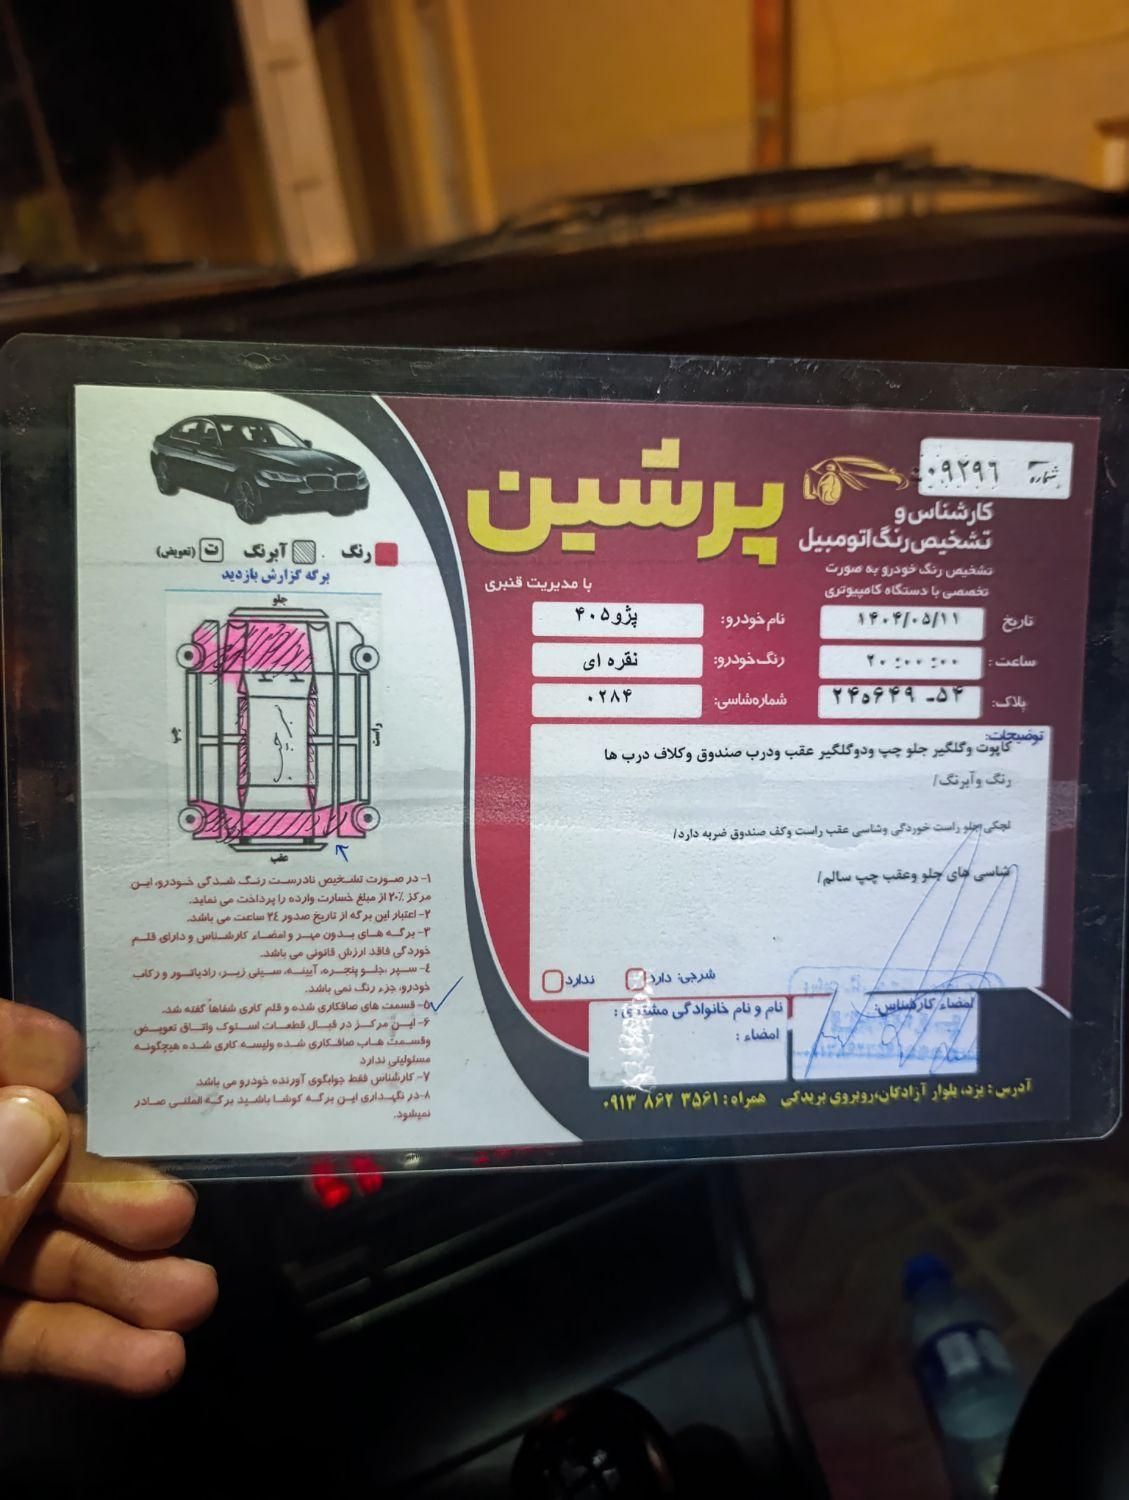 شماره ۰۰۹۲۹۶
پرشین
کارشناس و
تشخیص رنگ اتومبیل
تشخیص رنگ خودرو به صورت
تخصصی با دستگاه کامپیوتری
با مدیریت قنبری
تاریخ ۱۴۰۴/۰۵/۱۱
نام خودرو: پژو ۴۰۵
ساعت: ۲۰:۰۰:۰۰
رنگ خودرو: نقره ای
پلاک: ۵۴- ۶۴۹
شماره شاسی: ۰۲۸۴
توضیحات:
کاپوت وگلگیر جلو چپ ودوگلگیر عقب ودرب صندوق وکلاف درب ها
رنگ وآبرنگ/
لچکی جلو راست خوردگی وشاسی عقب راست وکف صندوق ضربه دارد/
شاسی های جلو وعقب چپ سالم/
شرجی: دارد ندارد
امضاء کارشناس:
نام و نام خانوادگی مشتری:
امضاء :
آدرس : یزد، بلوار آزادگان،روبروی بریدکی همراه : ۰۹۱۳ ۸۶۲ ۳۵۶۱
رنگ آبرنگ ت (تعویض)
برگه گزارش بازدید
جلو
چپ
راست
عقب
۱- در صورت تشخیص نادرست رنگ شدگی خودرو، این
مرکز ۲۰٪ از مبلغ خسارت وارده را پرداخت می نماید.
۲- اعتبار این برگه از تاریخ صدور ۲٤ ساعت می باشد.
۳- برگه های بدون مهر و امضاء کارشناس و دارای قلم
خوردگی فاقد ارزش قانونی می باشد.
٤- سپر، جلو پنجره، آیینه، سینی زیر، رادیاتور و رکاب
خودرو، جزء رنگ نمی باشد.
۵- قسمت های صافکاری شده و قلم کاری شفاها گفته شد.
۶- این مرکز در قبال قطعات استوک واتاق تعویض
وقسمت هاب صافکاری شده ولیسه کاری شده هیچگونه
مسئولیتی ندارد
۷- کارشناس فقط جوابگوی آورنده خودرو می باشد
۸- در نگهداری این برگه کوشا باشید برگه المثنی صادر
نمیشود.